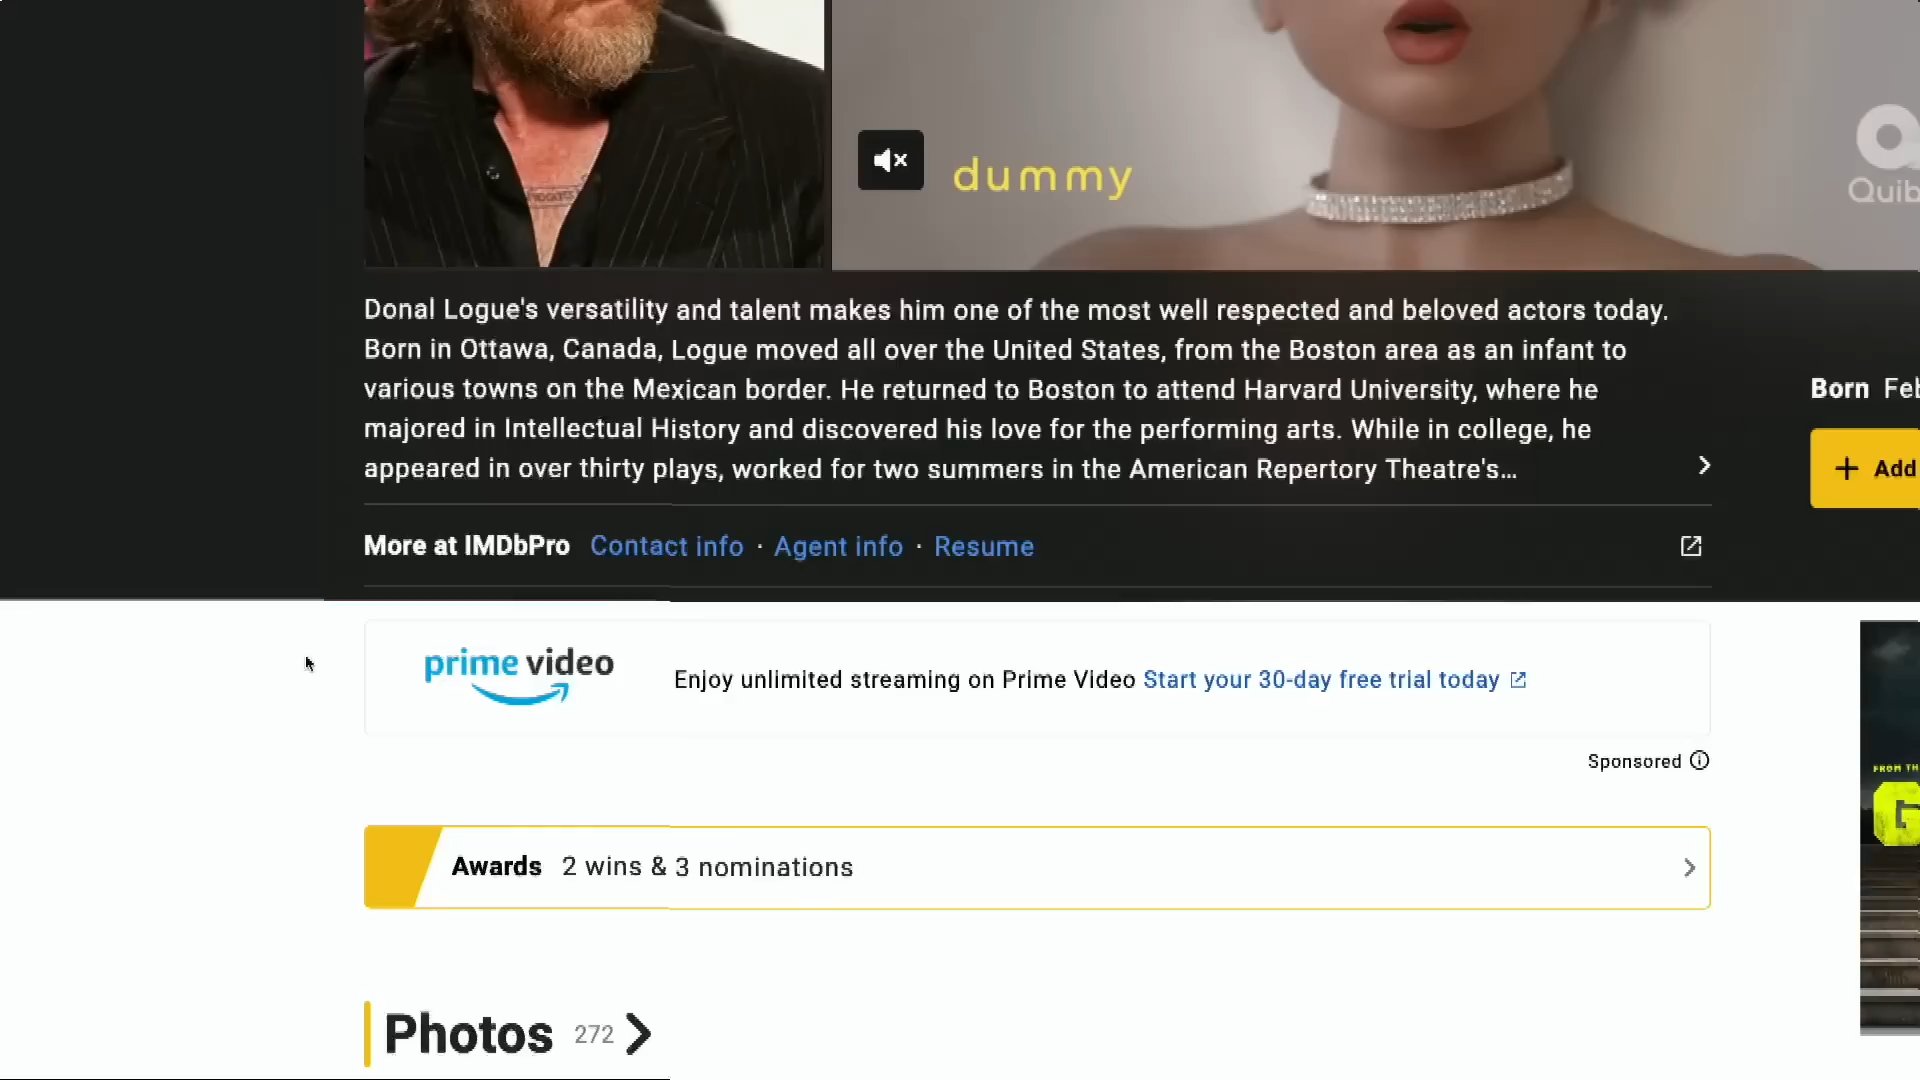 dummy
Quib
Donal Logue's versatility and talent makes him one of the most well respected and beloved actors today.
Born in Ottawa, Canada, Logue moved all over the United States, from the Boston area as an infant to
various towns on the Mexican border. He returned to Boston to attend Harvard University, where he
majored in Intellectual History and discovered his love for the performing arts. While in college, he
appeared in over thirty plays, worked for two summers in the American Repertory Theatre's...
Born Feb
+ Add
More at IMDbPro Contact info · Agent info · Resume
prime video
Enjoy unlimited streaming on Prime Video Start your 30-day free trial today
Sponsored
FROM TH
G
Awards 2 wins & 3 nominations
Photos 272